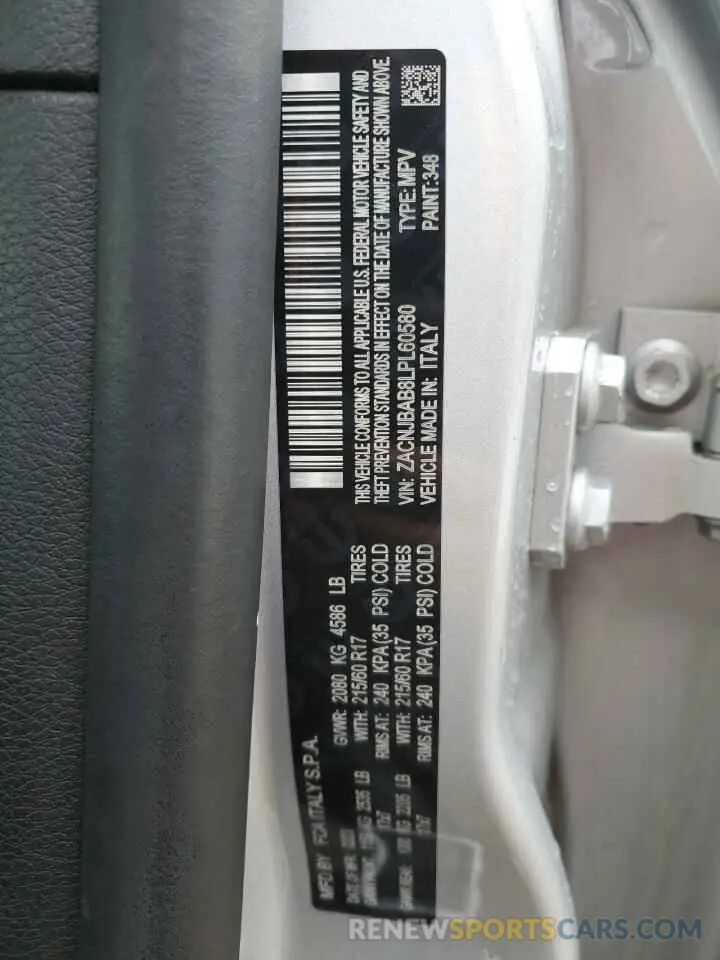 MFD BY FCA ITALY S.P.A.
GVWR: 2080 KG 4586 LB
LB
WITH: 215/60 R17 TIRES
RIMS AT: 240 KPA(35 PSI) COLD
KG LB
WITH: 215/60 R17 TIRES
RIMS AT: 240 KPA(35 PSI) COLD
THIS VEHICLE CONFORMS TO ALL APPLICABLE U.S. FEDERAL MOTOR VEHICLE SAFETY AND
THEFT PREVENTION STANDARDS IN EFFECT ON THE DATE OF MANUFACTURE SHOWN ABOVE.
VIN: ZACNJBAB8LPL60580 TYPE: MPV
VEHICLE MADE IN: ITALY PAINT:348
RENEWSPORTSCARS.COM